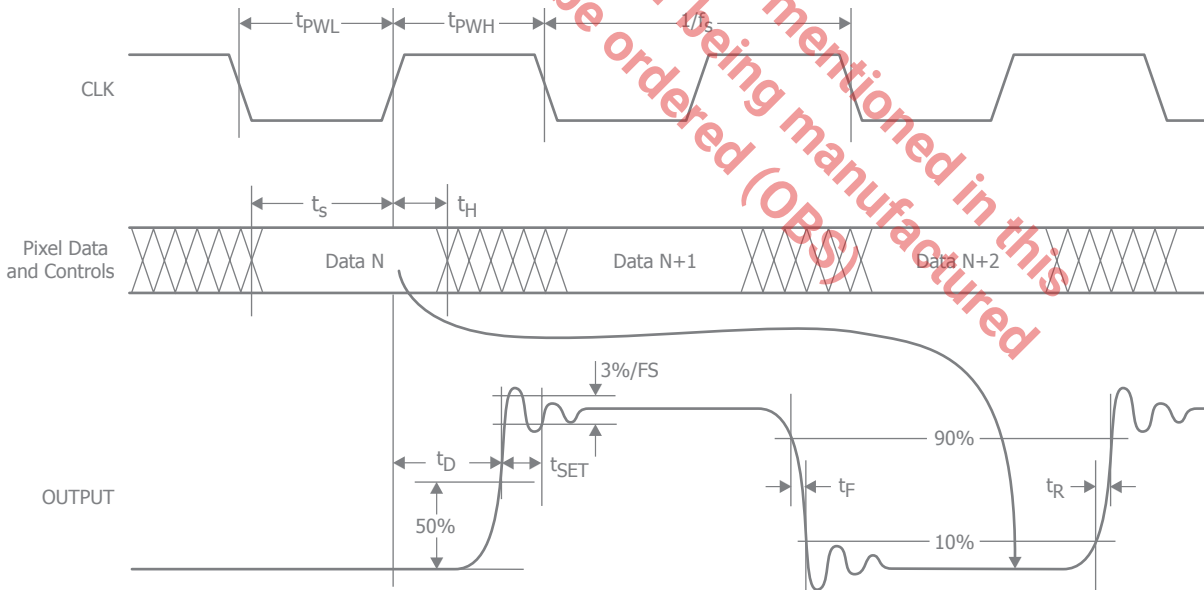 tPWL
tPWH
1/fs
CLK
ts
tH
Pixel Data
and Controls
Data N
Data N+1
Data N+2
3%/FS
tD
tSET
OUTPUT
50%
90%
tF
tR
10%
mentioned in this
being manufactured
be ordered (OBS)